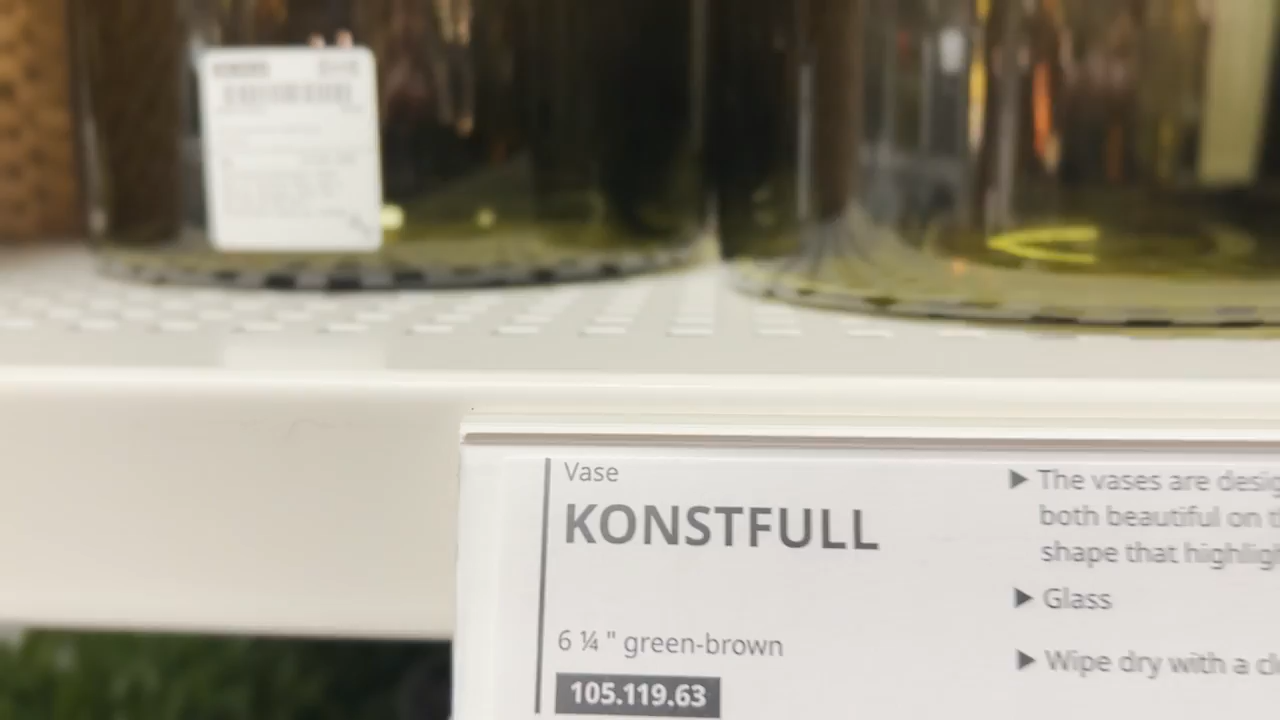 Vase
KONSTFULL
6 ¼ " green-brown
105.119.63
▶ The vases are desig
both beautiful on t
shape that highligh
▶ Glass
▶ Wipe dry with a cl